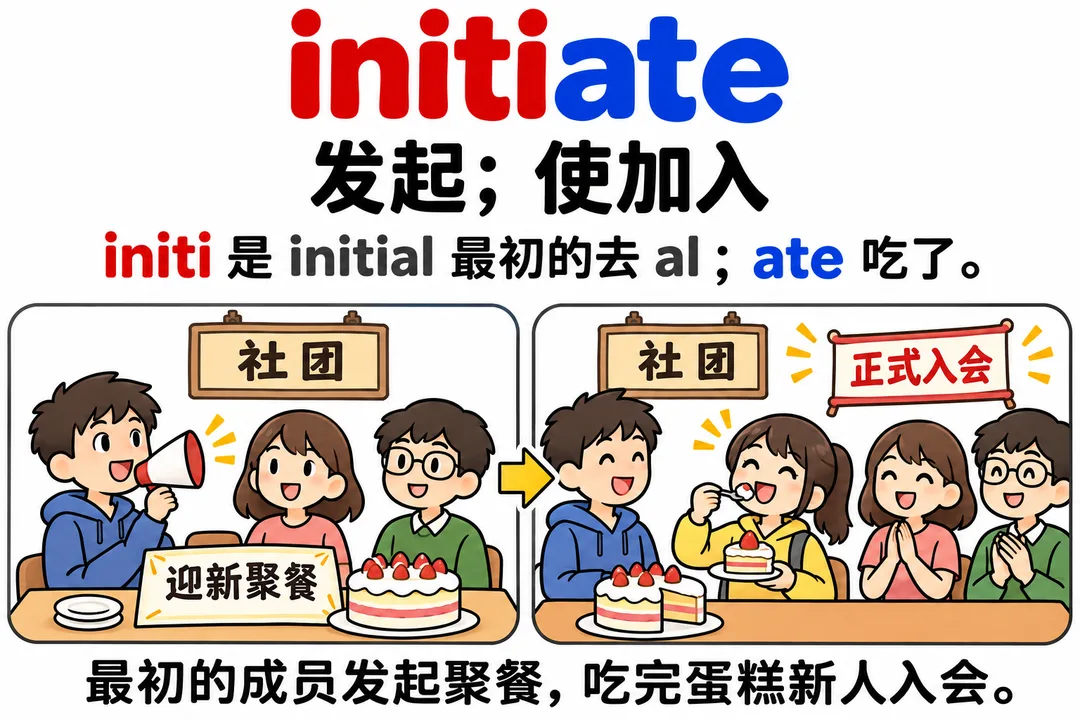 initiate
发起；使加入
initi 是 initial 最初的去 al；ate 吃了。
社团
迎新聚餐
社团
正式入会
最初的成员发起聚餐，吃完蛋糕新人入会。